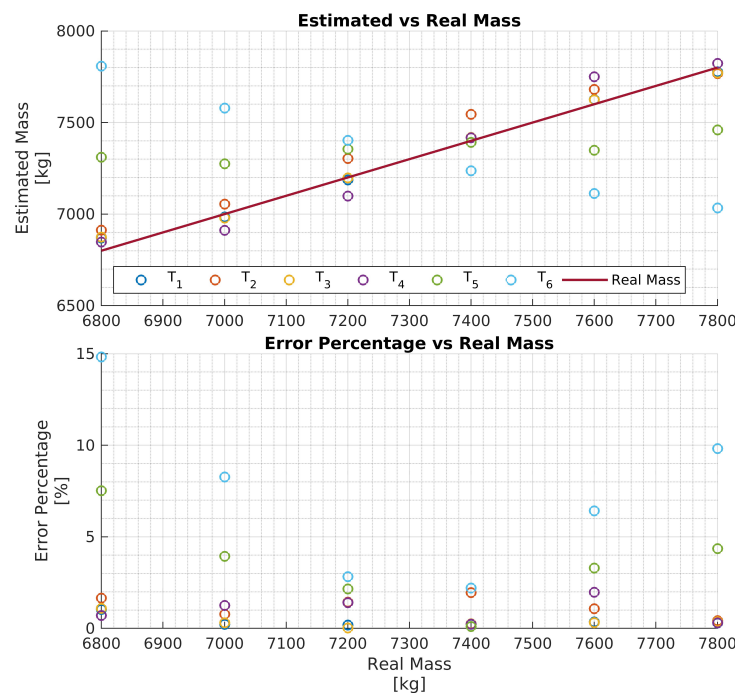 Estimated vs Real Mass
8000
7500
7000
6500
Estimated Mass
[kg]
T1 T2 T3 T4 T5 T6 Real Mass
6800 6900 7000 7100 7200 7300 7400 7500 7600 7700 7800
Error Percentage vs Real Mass
15
10
5
0
Error Percentage
[%]
6800 6900 7000 7100 7200 7300 7400 7500 7600 7700 7800
Real Mass
[kg]